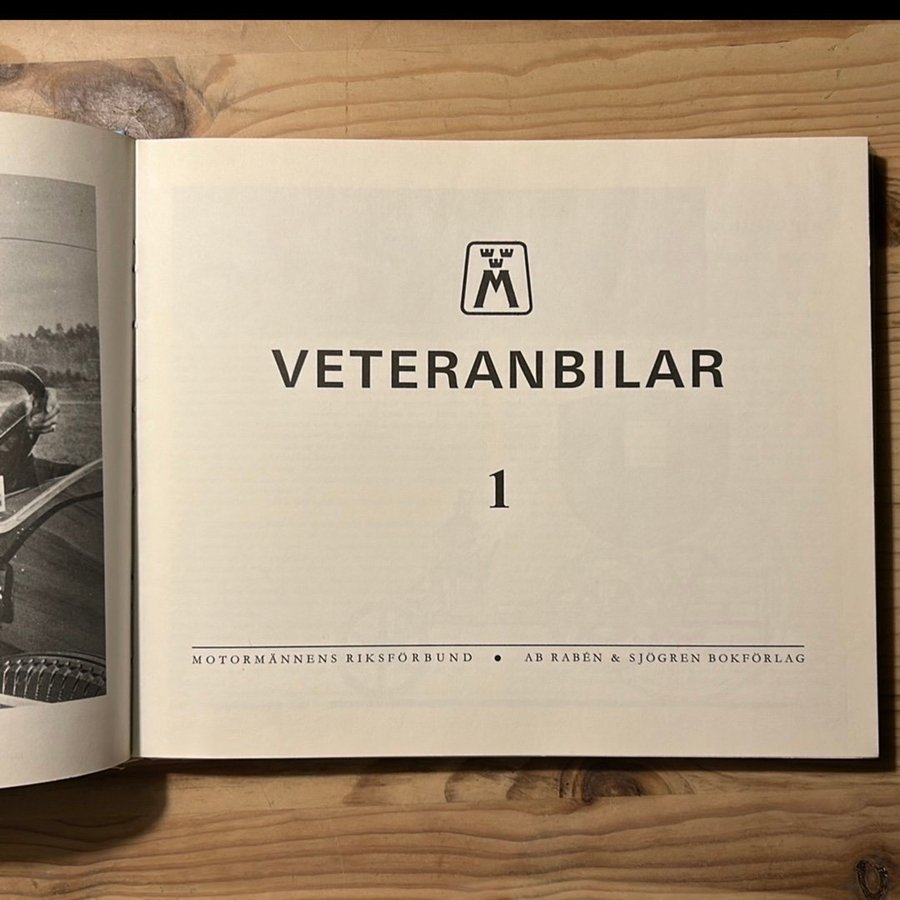 M
VETERANBILAR
1
MOTORMÄNNENS RIKSFÖRBUND • AB RABÉN & SJÖGREN BOKFÖRLAG